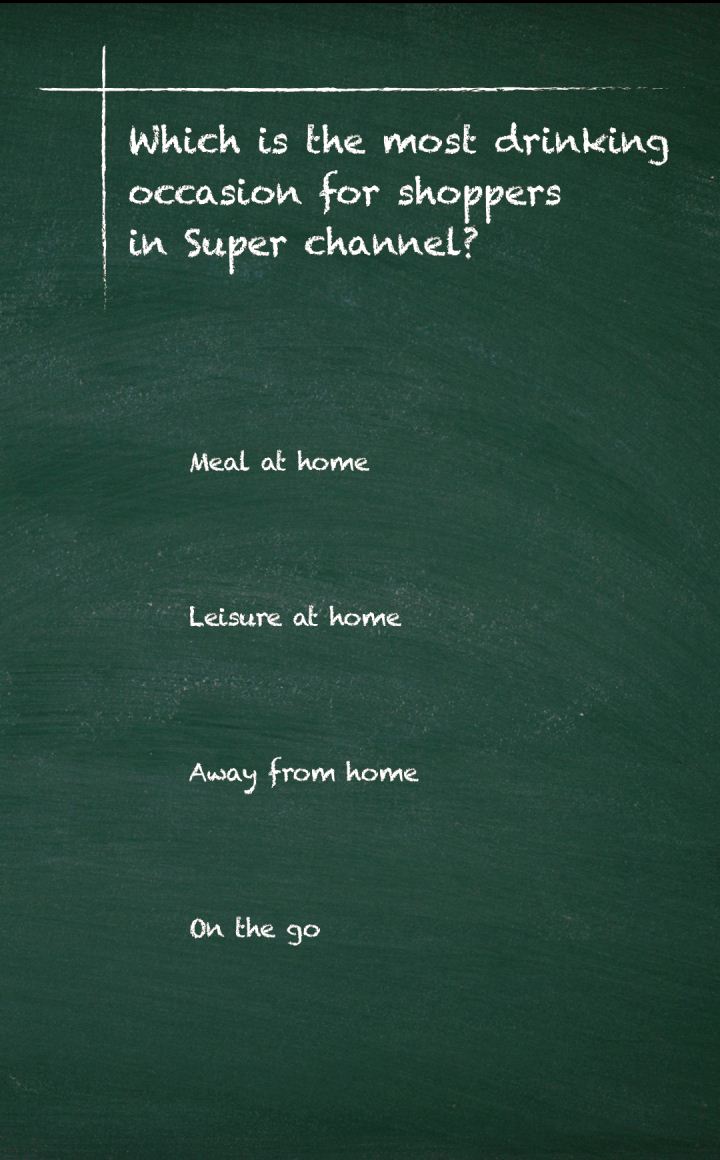 Which is the most drinking
occasion for shoppers
in Super channel?
Meal at home
Leisure at home
Away from home
On the go